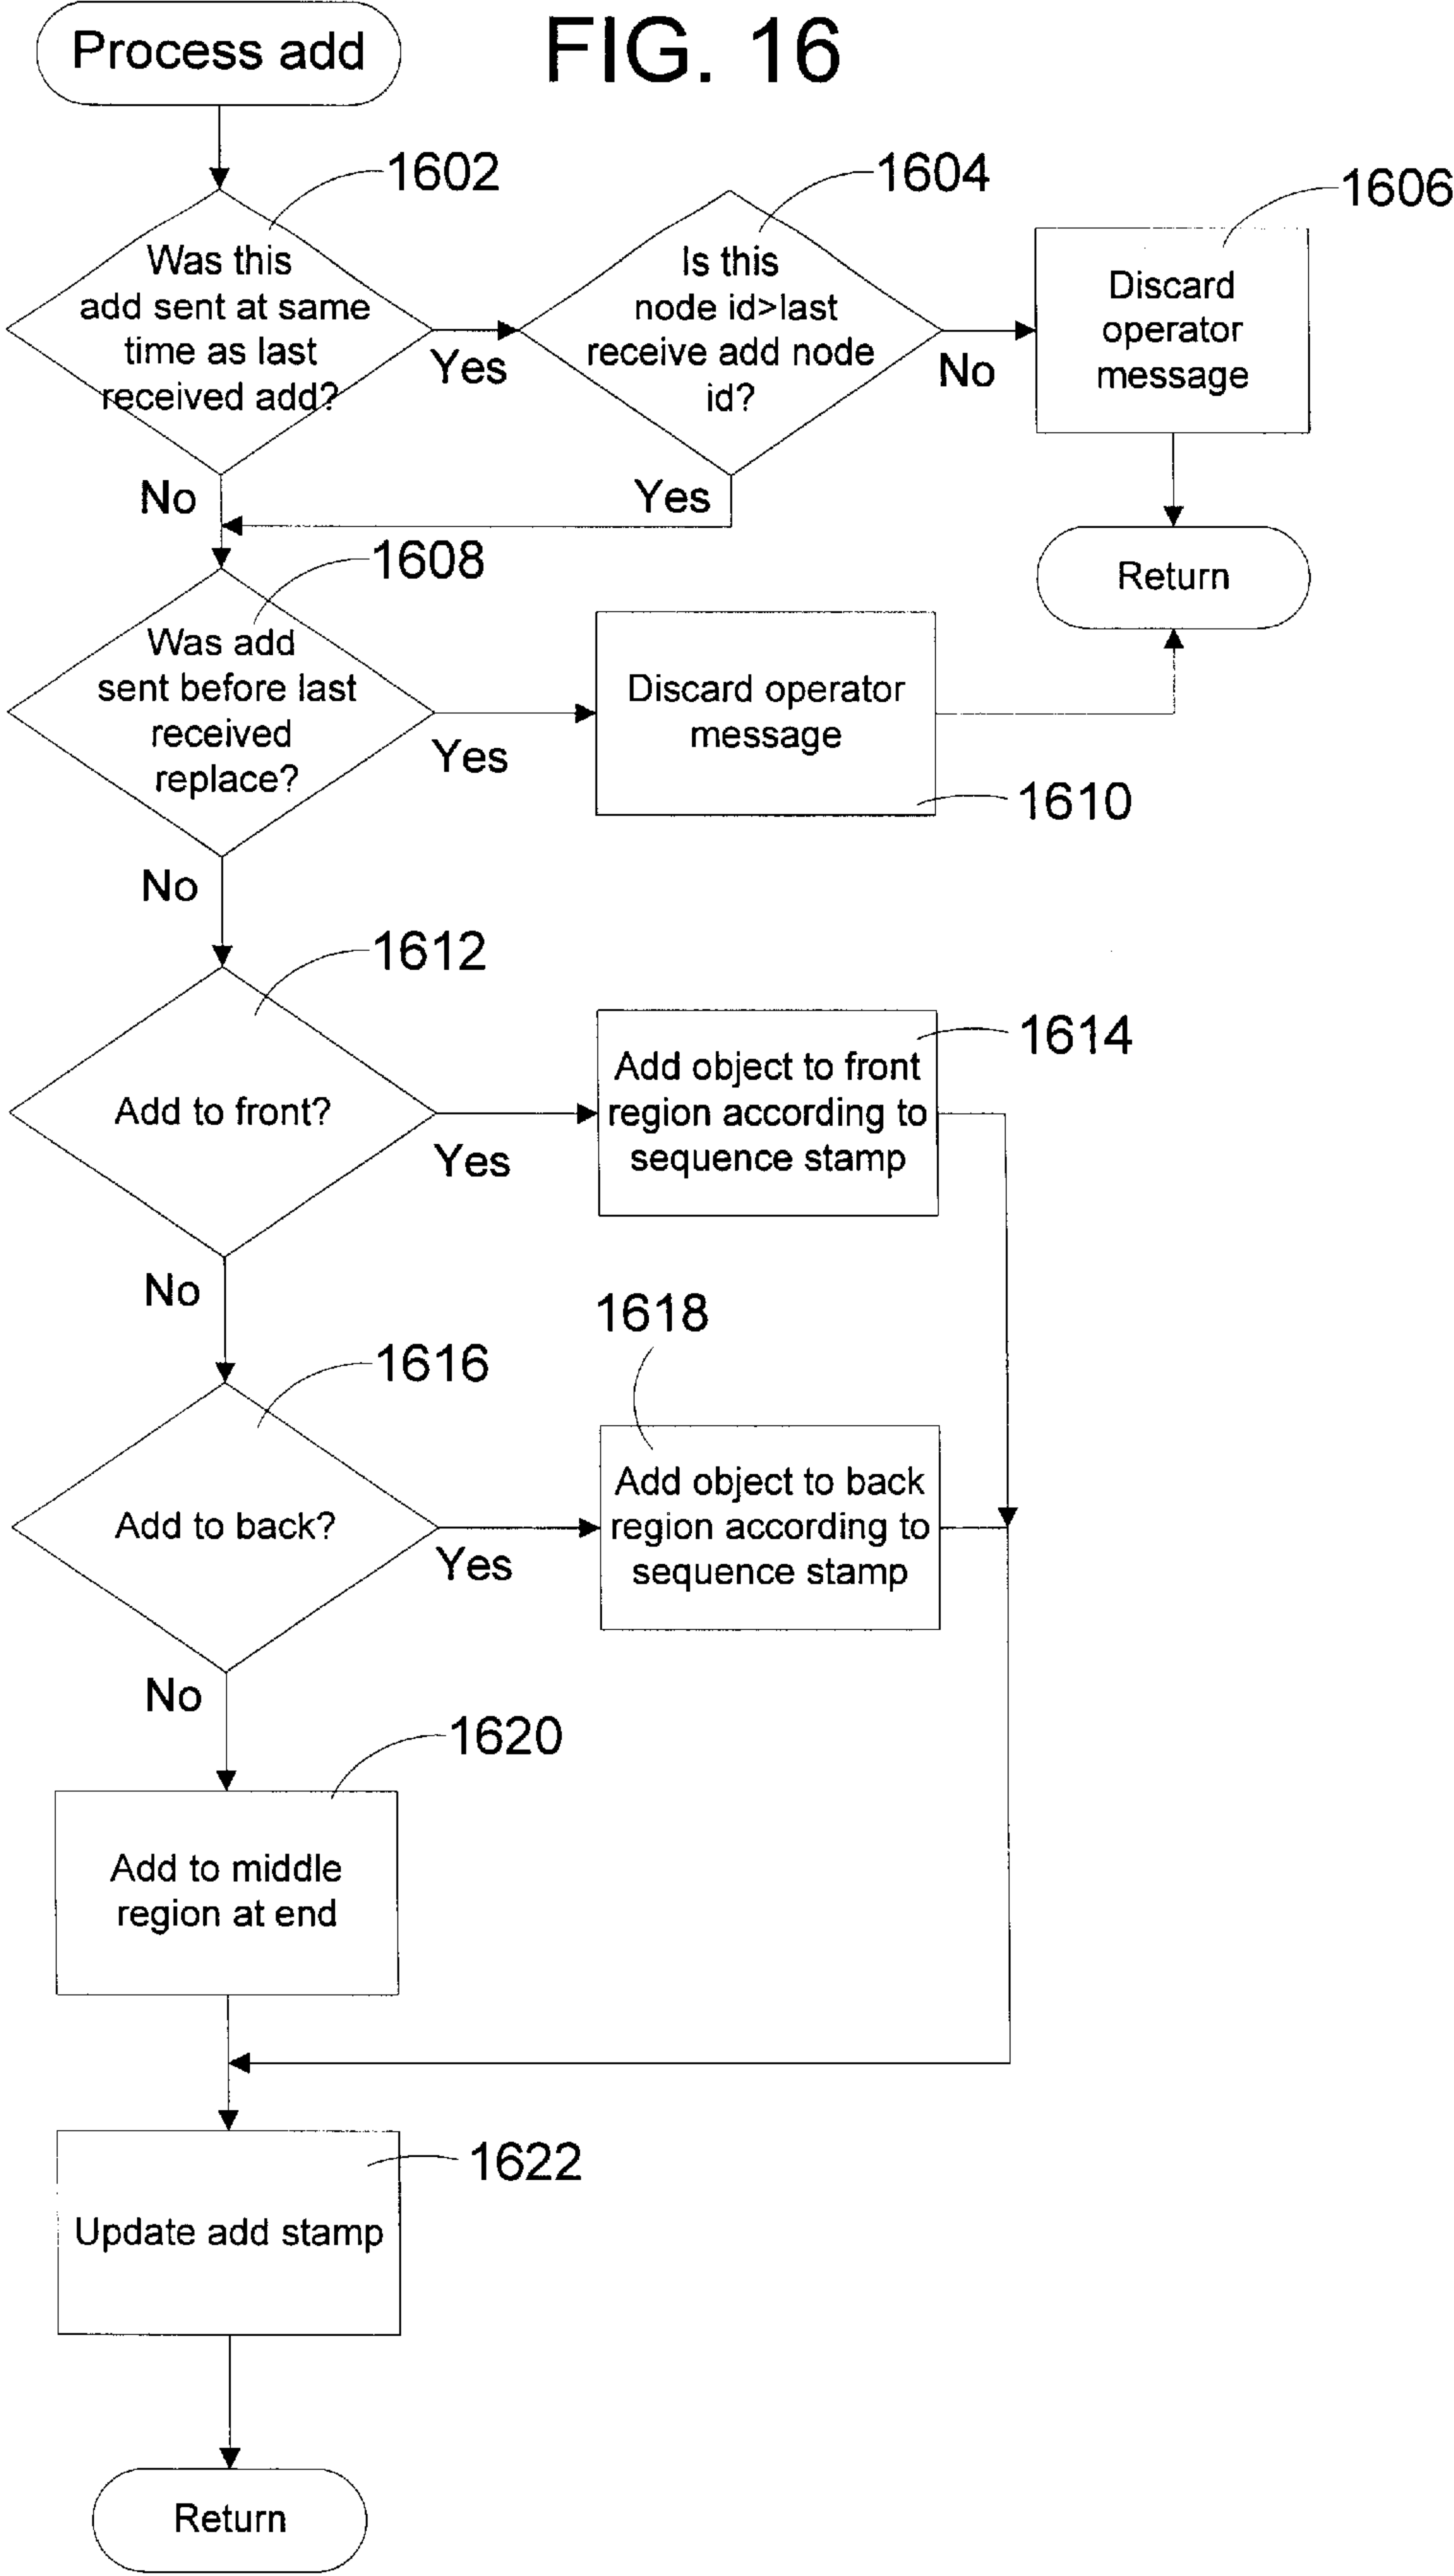 Process add
FIG. 16
1602
1604
1606
Was this
add sent at same
time as last
received add?
Yes
Is this
node id>last
receive add node
id?
No
Discard
operator
message
No
Yes
Return
1608
Was add
sent before last
received
replace?
Yes
Discard operator
message
1610
No
1612
Add to front?
Yes
1614
Add object to front
region according to
sequence stamp
No
1616
Add to back?
Yes
1618
Add object to back
region according to
sequence stamp
No
1620
Add to middle
region at end
1622
Update add stamp
Return